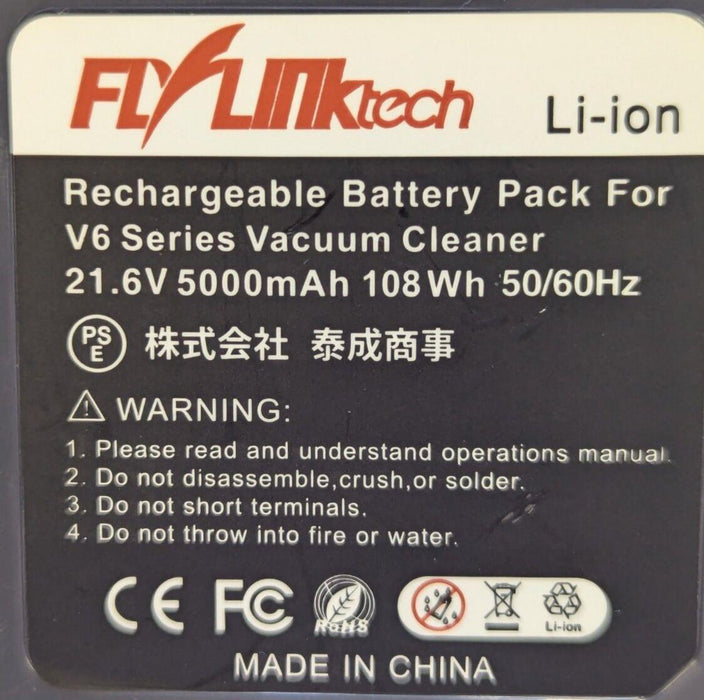 FLYLINKtech
Li-ion
Rechargeable Battery Pack For
V6 Series Vacuum Cleaner
21.6V 5000mAh 108Wh 50/60Hz
PS
E
株式会社 泰成商事
WARNING:
1. Please read and understand operations manual.
2. Do not disassemble,crush,or solder.
3. Do not short terminals.
4. Do not throw into fire or water.
CE FC RoHS
Li-ion
MADE IN CHINA